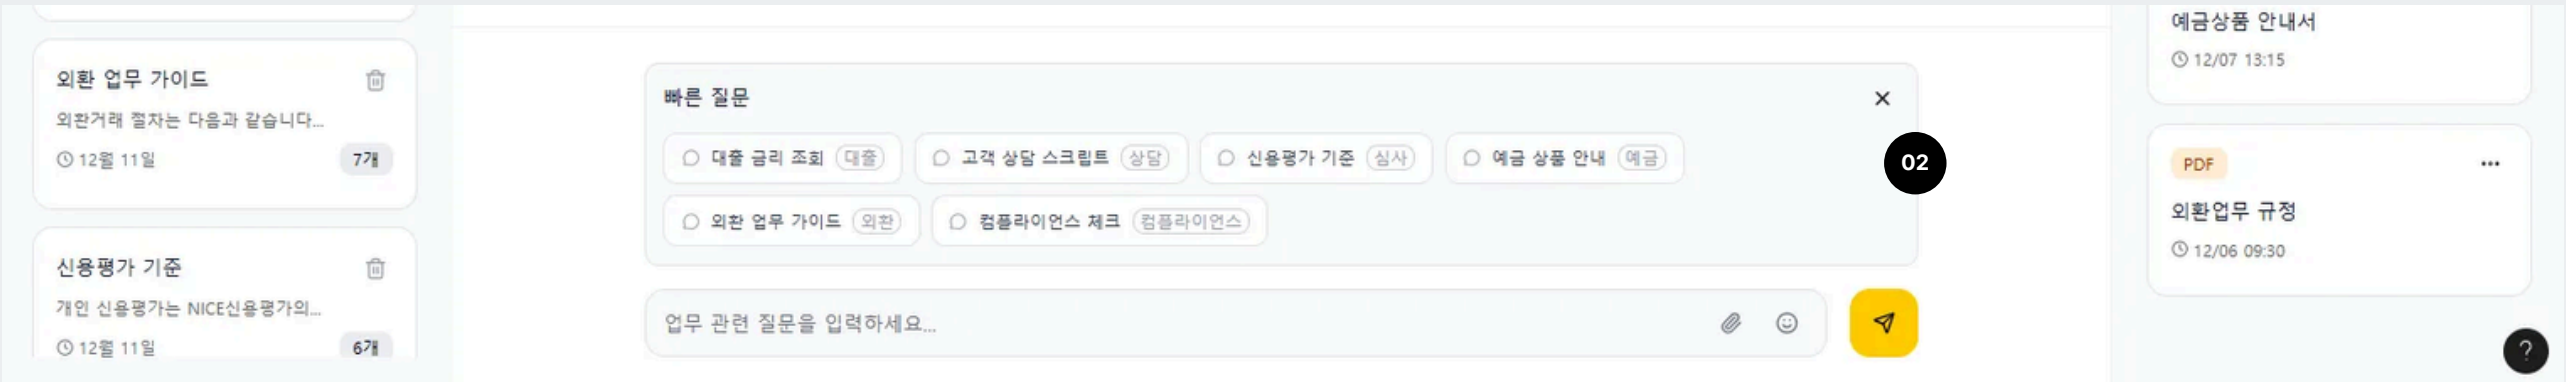 외환 업무 가이드
외환거래 절차는 다음과 같습니다...
12월 11일
7개
신용평가 기준
개인 신용평가는 NICE신용평가의...
12월 11일
6개
빠른 질문
대출 금리 조회 대출
고객 상담 스크립트 상담
신용평가 기준 심사
예금 상품 안내 예금
외환 업무 가이드 외환
컴플라이언스 체크 컴플라이언스
02
업무 관련 질문을 입력하세요...
예금상품 안내서
12/07 13:15
PDF
외환업무 규정
12/06 09:30
?